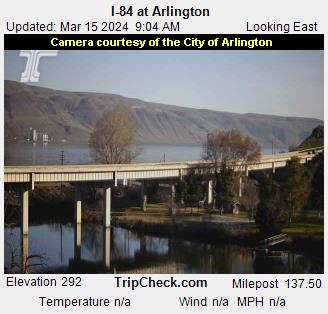 I-84 at Arlington
Updated: Mar 15 2024 9:04 AM Looking East
Camera courtesy of the City of Arlington
Elevation 292 TripCheck.com Milepost 137.50
Temperature n/a Wind n/a MPH n/a